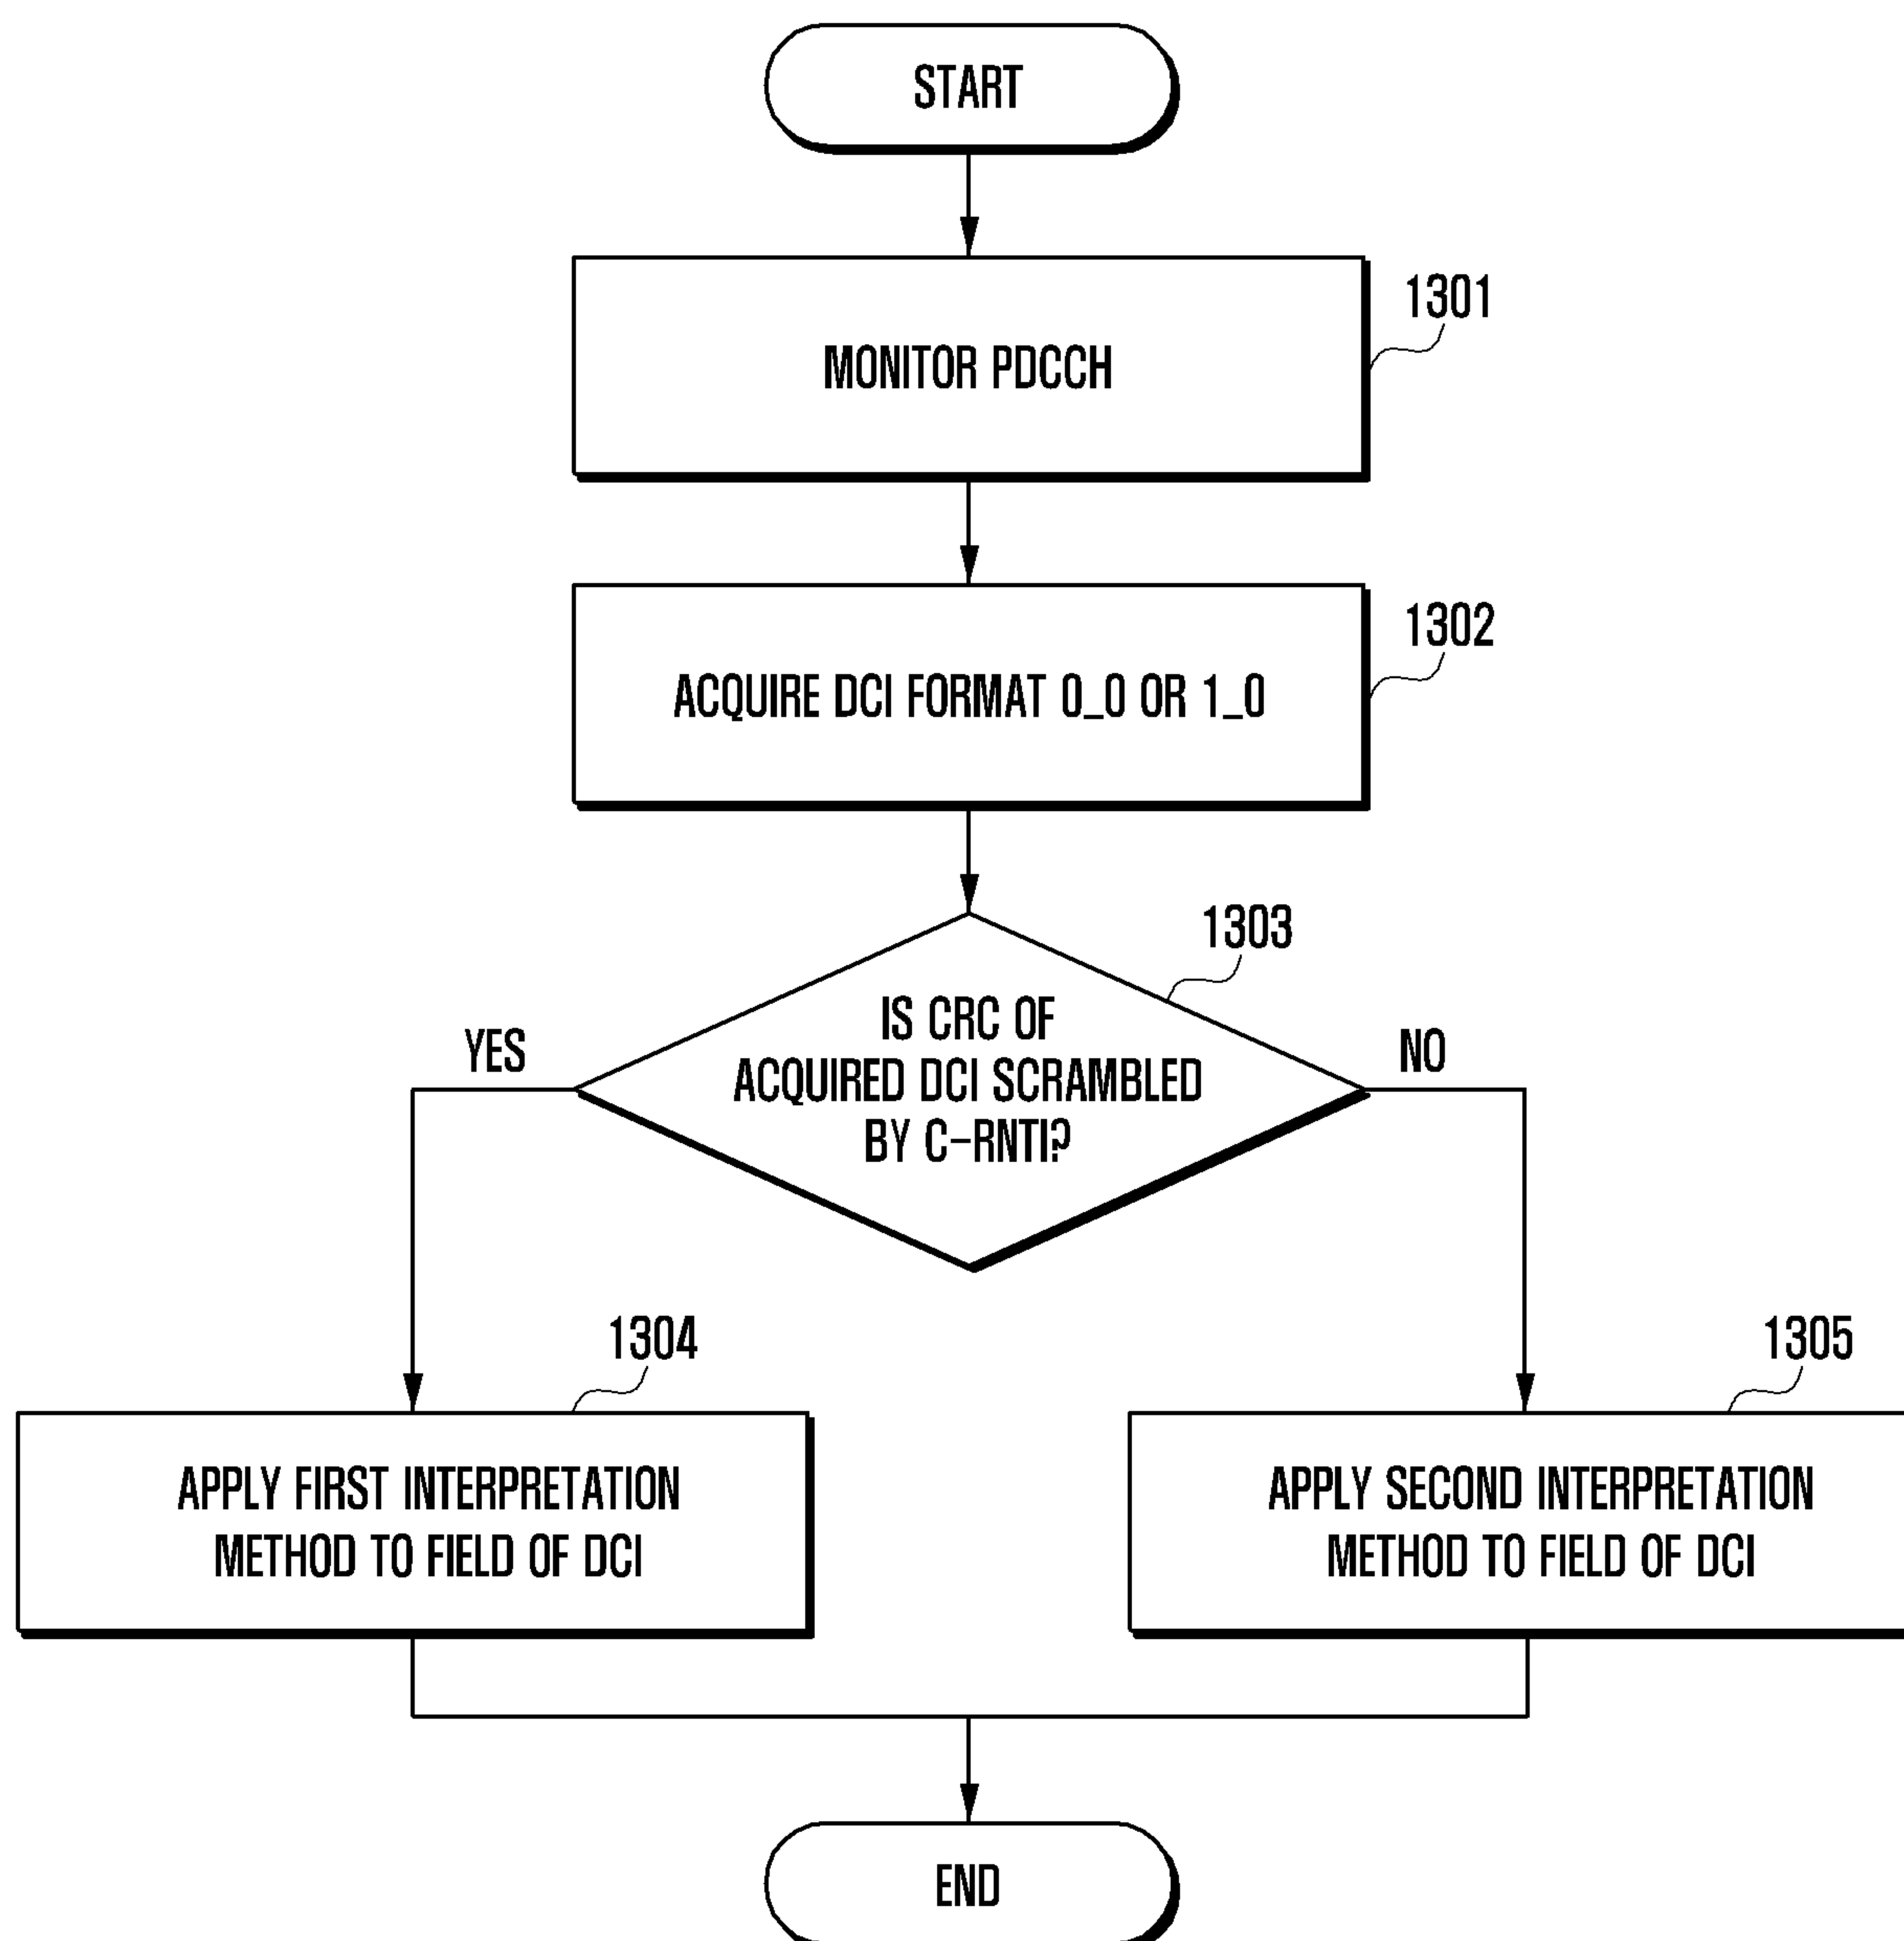 START
1301
MONITOR PDCCH
1302
ACQUIRE DCI FORMAT 0_0 OR 1_0
1303
IS CRC OF
ACQUIRED DCI SCRAMBLED
BY C-RNTI?
YES
NO
1304
APPLY FIRST INTERPRETATION
METHOD TO FIELD OF DCI
1305
APPLY SECOND INTERPRETATION
METHOD TO FIELD OF DCI
END